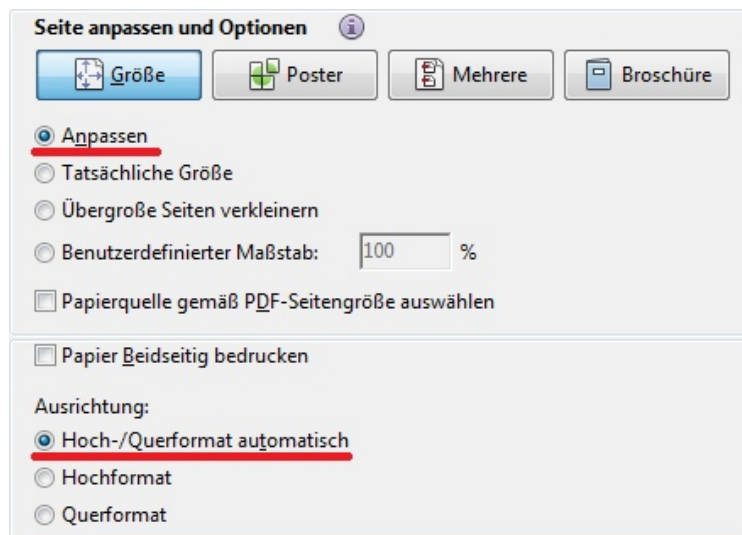 Seite anpassen und Optionen
Größe Poster Mehrere Broschüre
Anpassen
Tatsächliche Größe
Übergroße Seiten verkleinern
Benutzerdefinierter Maßstab: 100 %
Papierquelle gemäß PDF-Seitengröße auswählen
Papier Beidseitig bedrucken
Ausrichtung:
Hoch-/Querformat automatisch
Hochformat
Querformat